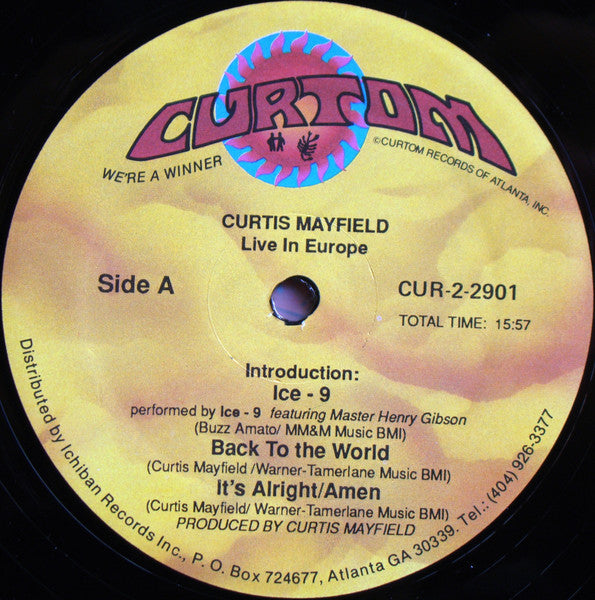 CURTOM
WE'RE A WINNER
©CURTOM RECORDS OF ATLANTA, INC.
CURTIS MAYFIELD
Live In Europe
Side A
CUR-2-2901
TOTAL TIME: 15:57
Introduction:
Ice - 9
performed by Ice - 9 featuring Master Henry Gibson
(Buzz Amato/ MM&M Music BMI)
Back To the World
(Curtis Mayfield /Warner-Tamerlane Music BMI)
It's Alright/Amen
(Curtis Mayfield/ Warner-Tamerlane Music BMI)
PRODUCED BY CURTIS MAYFIELD
Distributed by Ichiban Records Inc., P. O. Box 724677, Atlanta GA 30339. Tel.: (404) 926-3377